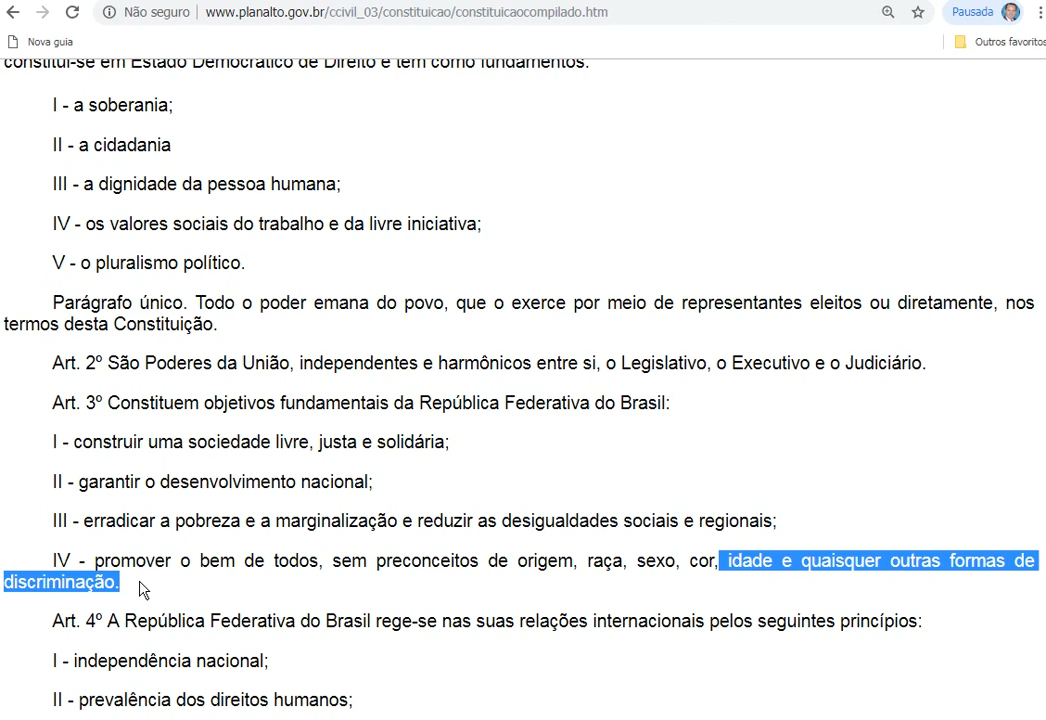 Não seguro
www.planalto.gov.br/ccivil_03/constituicao/constituicaocompilado.htm
Pausada
Nova guia
Outros favoritos
constitui-se em Estado Democrático de Direito e tem como fundamentos:
I - a soberania;
II - a cidadania
III - a dignidade da pessoa humana;
IV - os valores sociais do trabalho e da livre iniciativa;
V - o pluralismo político.
Parágrafo único. Todo o poder emana do povo, que o exerce por meio de representantes eleitos ou diretamente, nos
termos desta Constituição.
Art. 2º São Poderes da União, independentes e harmônicos entre si, o Legislativo, o Executivo e o Judiciário.
Art. 3º Constituem objetivos fundamentais da República Federativa do Brasil:
I - construir uma sociedade livre, justa e solidária;
II - garantir o desenvolvimento nacional;
III - erradicar a pobreza e a marginalização e reduzir as desigualdades sociais e regionais;
IV - promover o bem de todos, sem preconceitos de origem, raça, sexo, cor, idade e quaisquer outras formas de
discriminação.
Art. 4º A República Federativa do Brasil rege-se nas suas relações internacionais pelos seguintes princípios:
I - independência nacional;
II - prevalência dos direitos humanos;